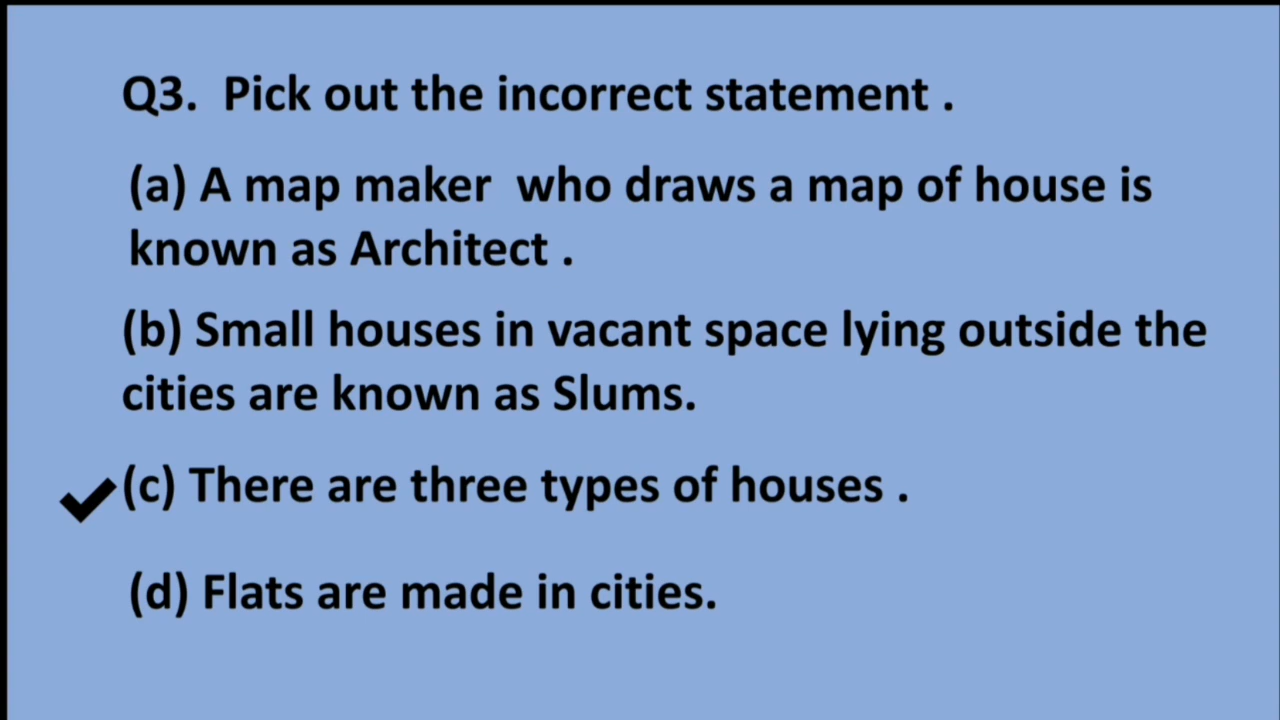 Q3. Pick out the incorrect statement .
(a) A map maker who draws a map of house is
known as Architect .
(b) Small houses in vacant space lying outside the
cities are known as Slums.
(c) There are three types of houses .
(d) Flats are made in cities.